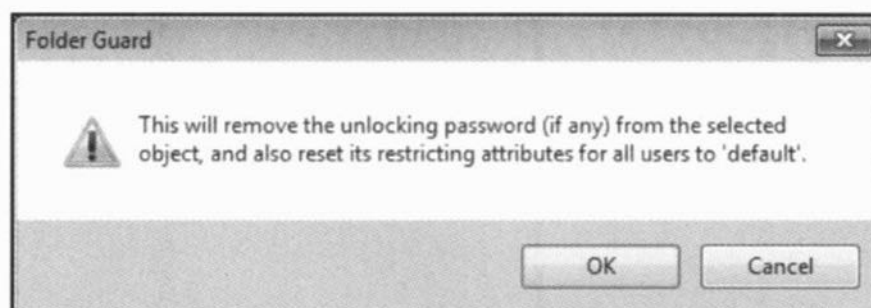 Folder Guard
This will remove the unlocking password (if any) from the selected
object, and also reset its restricting attributes for all users to 'default'.
OK
Cancel